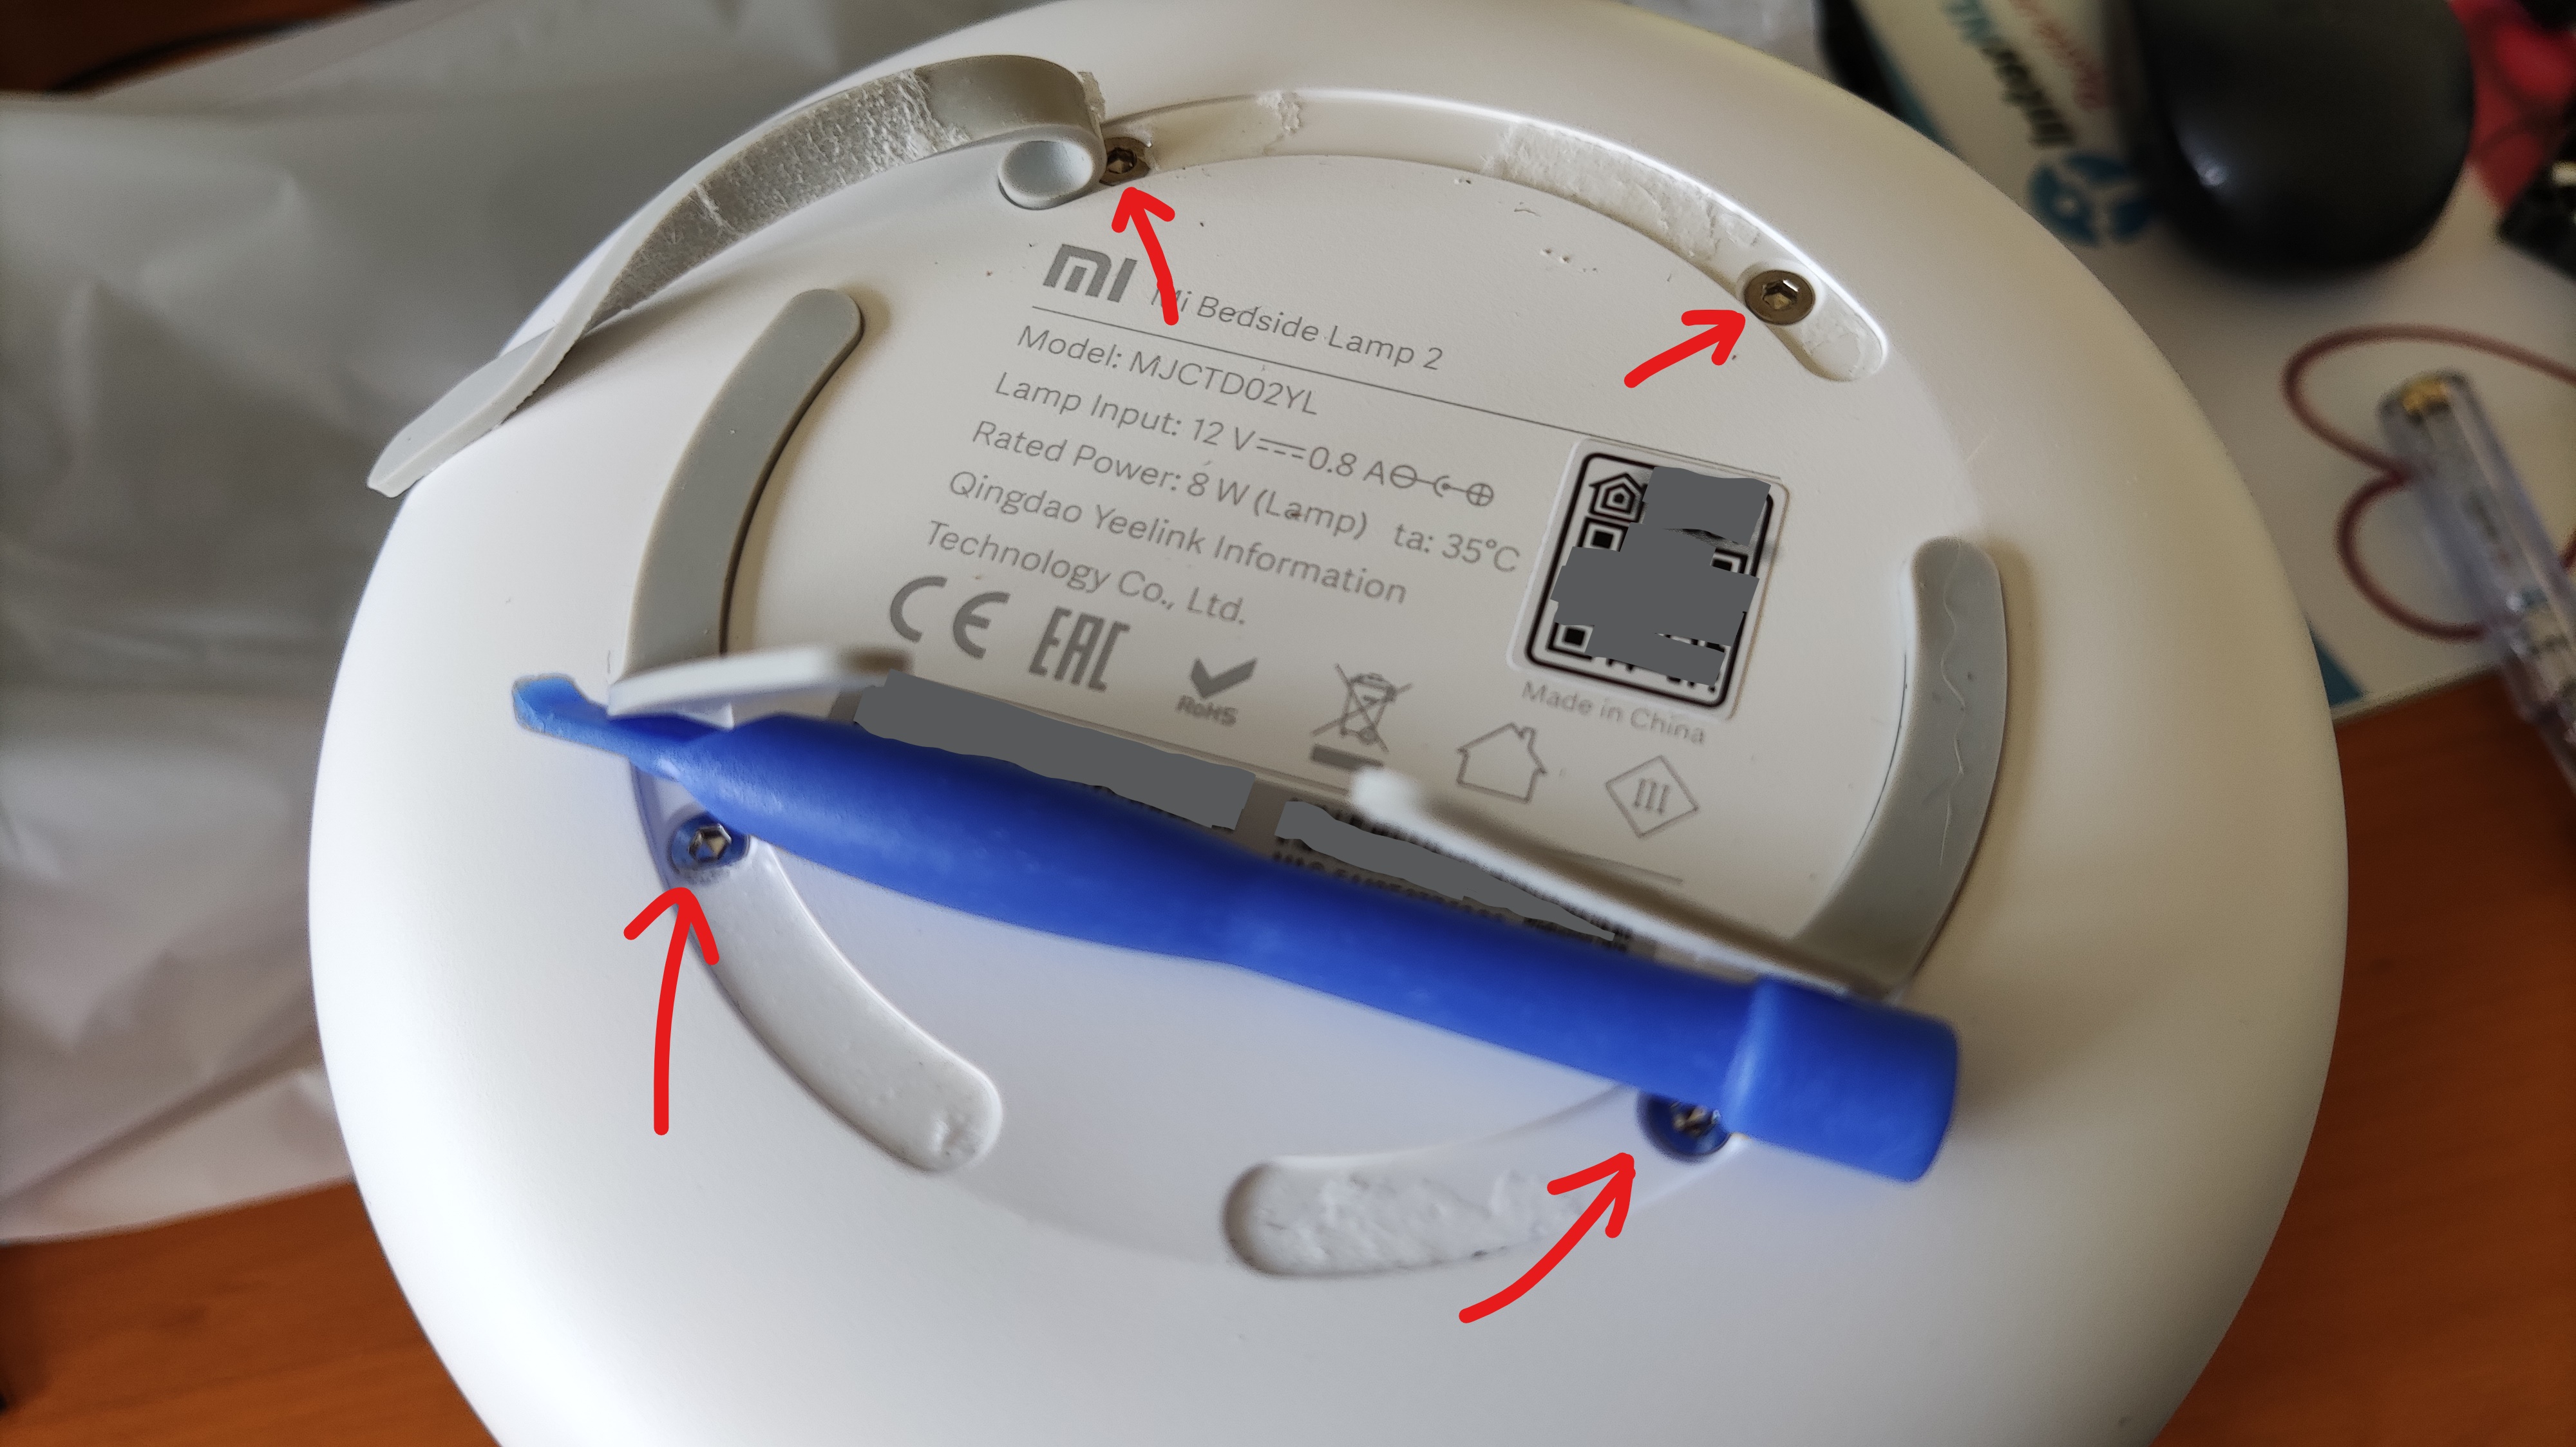 mi Mi Bedside Lamp 2
Model: MJCTD02YL
Lamp Input: 12 V⎓0.8 A
Rated Power: 8 W (Lamp) ta: 35°C
Qingdao Yeelink Information
Technology Co., Ltd.
CE EAC
RoHS
Made in China
III